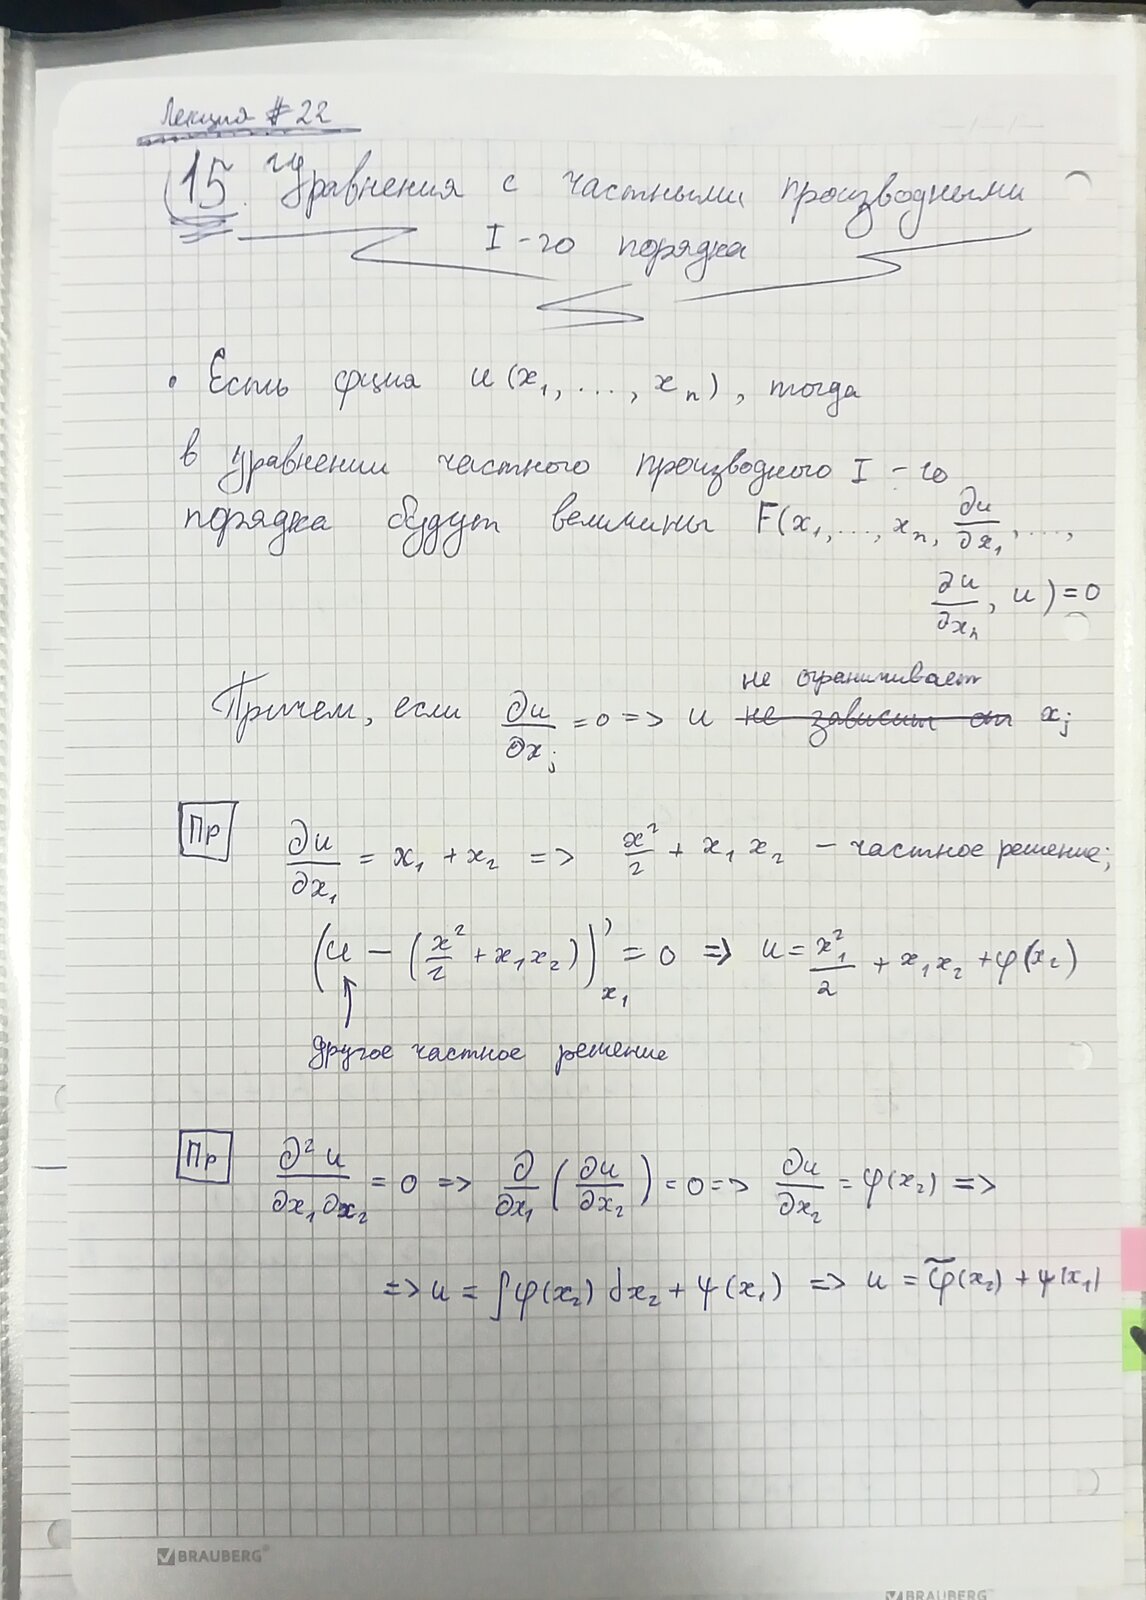 Лекция # 22
15. Уравнения с частными производными
I-го порядка
• Есть фция u(x₁, ..., xₙ), тогда
в уравнении частного производного I-го
порядка будут величины F(x₁, ..., xₙ, ∂u/∂x₁, ...,
∂u/∂xₙ, u) = 0
не ограничивает
Причем, если ∂u/∂xⱼ = 0 => u ~~не зависит от~~ xⱼ
Пр ∂u/∂x₁ = x₁ + x₂ => x²/2 + x₁x₂ – частное решение;
(u – (x²/2 + x₁x₂))'ₓ₁ = 0 => u = x₁²/2 + x₁x₂ + φ(x₂)
↑
другое частное решение
Пр ∂²u/∂x₁∂x₂ = 0 => ∂/∂x₁ (∂u/∂x₂) = 0 => ∂u/∂x₂ = φ(x₂) =>
=> u = ∫φ(x₂) dx₂ + ψ(x₁) => u = φ̃(x₂) + ψ(x₁)
BRAUBERG®
BRAUBERG®